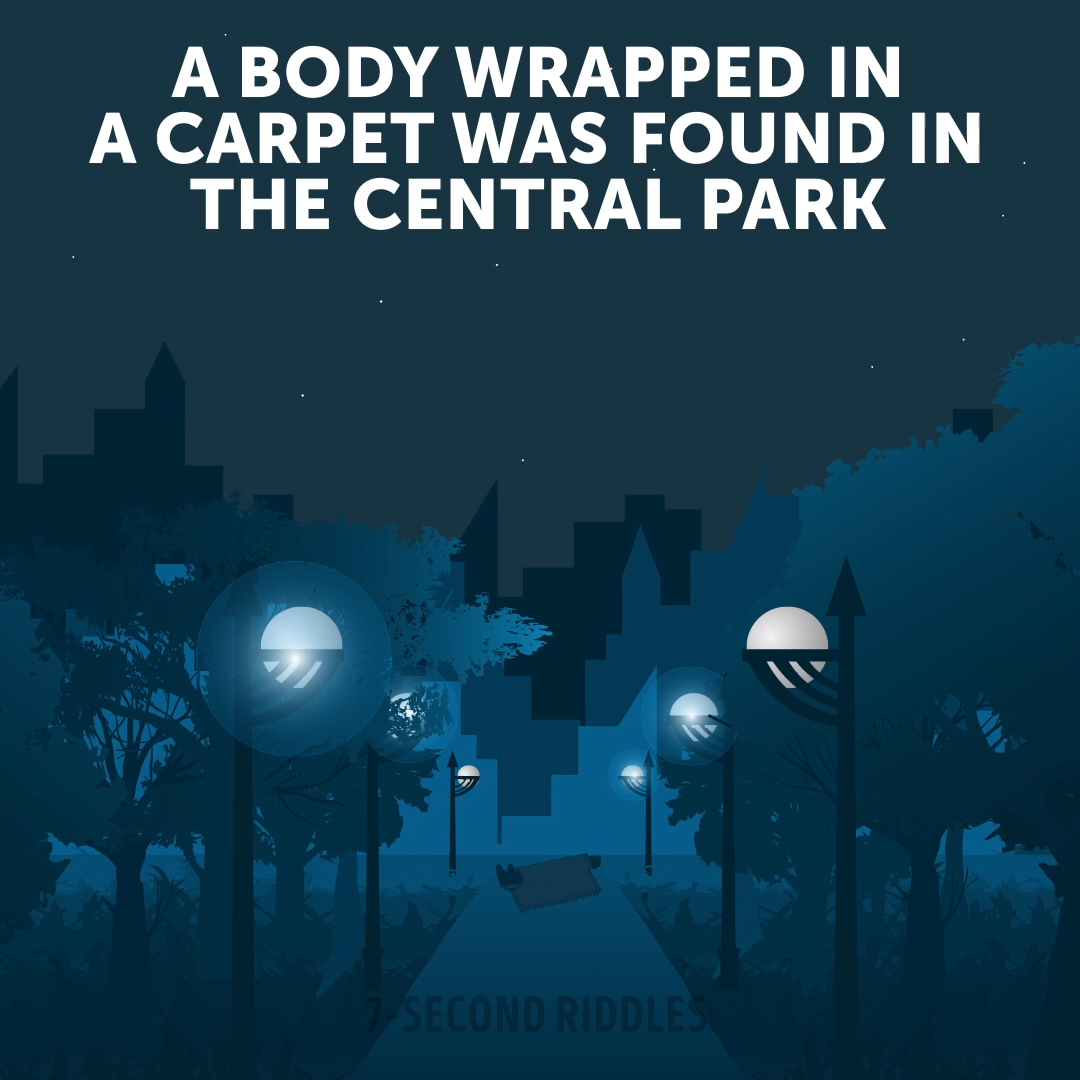 A BODY WRAPPED IN
A CARPET WAS FOUND IN
THE CENTRAL PARK
7-SECOND RIDDLES